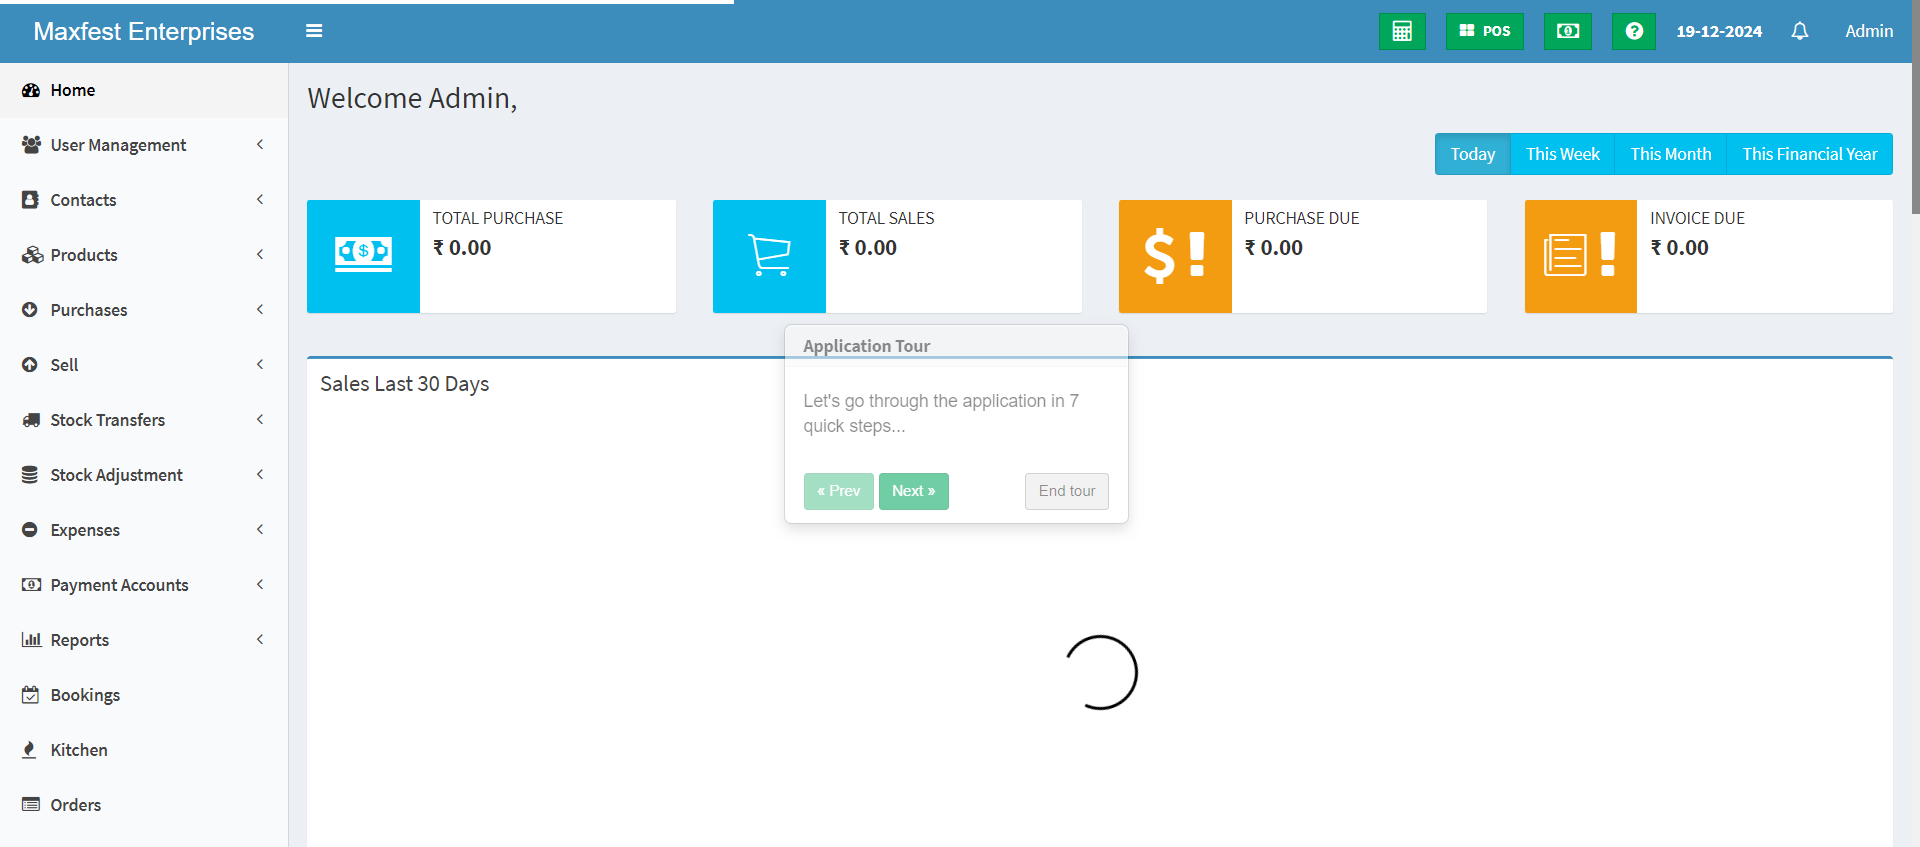 Maxfest Enterprises
POS
19-12-2024
Admin
Home
User Management
Contacts
Products
Purchases
Sell
Stock Transfers
Stock Adjustment
Expenses
Payment Accounts
Reports
Bookings
Kitchen
Orders
Welcome Admin,
Today
This Week
This Month
This Financial Year
TOTAL PURCHASE
₹ 0.00
TOTAL SALES
₹ 0.00
PURCHASE DUE
₹ 0.00
INVOICE DUE
₹ 0.00
Sales Last 30 Days
Application Tour
Let's go through the application in 7
quick steps...
« Prev
Next »
End tour